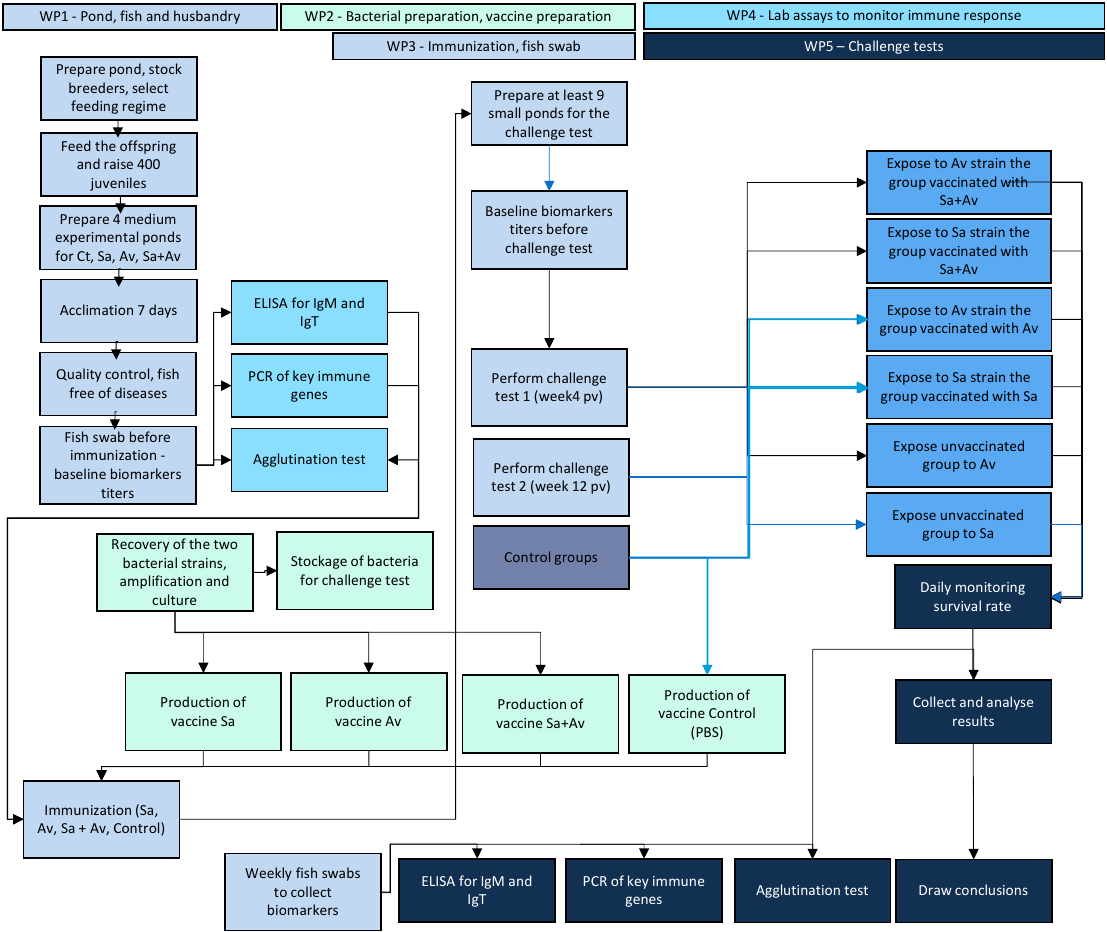 WP1 - Pond, fish and husbandry
WP2 - Bacterial preparation, vaccine preparation
WP4 - Lab assays to monitor immune response
WP3 - Immunization, fish swab
WP5 – Challenge tests
Prepare pond, stock
breeders, select
feeding regime
Feed the offspring
and raise 400
juveniles
Prepare 4 medium
experimental ponds
for Ct, Sa, Av, Sa+Av
Acclimation 7 days
Quality control, fish
free of diseases
Fish swab before
immunization -
baseline biomarkers
titers
ELISA for IgM and
IgT
PCR of key immune
genes
Agglutination test
Recovery of the two
bacterial strains,
amplification and
culture
Stockage of bacteria
for challenge test
Production of
vaccine Sa
Production of
vaccine Av
Production of
vaccine Sa+Av
Production of
vaccine Control
(PBS)
Immunization (Sa,
Av, Sa + Av, Control)
Prepare at least 9
small ponds for the
challenge test
Baseline biomarkers
titers before
challenge test
Perform challenge
test 1 (week4 pv)
Perform challenge
test 2 (week 12 pv)
Control groups
Expose to Av strain the
group vaccinated with
Sa+Av
Expose to Sa strain the
group vaccinated with
Sa+Av
Expose to Av strain the
group vaccinated with Av
Expose to Sa strain the
group vaccinated with Sa
Expose unvaccinated
group to Av
Expose unvaccinated
group to Sa
Daily monitoring
survival rate
Collect and analyse
results
Weekly fish swabs
to collect
biomarkers
ELISA for IgM and
IgT
PCR of key immune
genes
Agglutination test
Draw conclusions